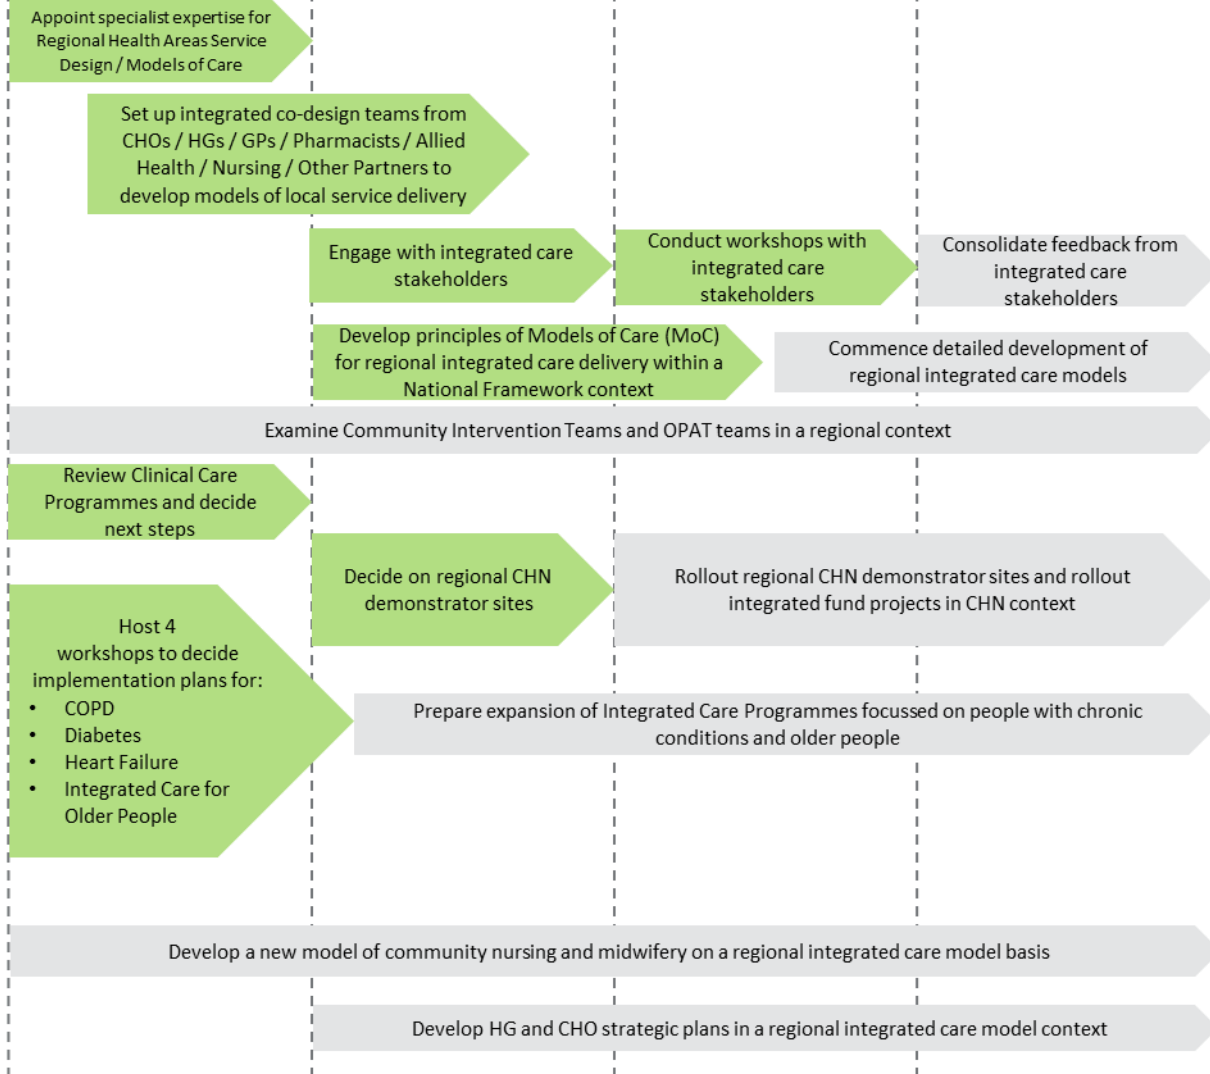 Appoint specialist expertise for
Regional Health Areas Service
Design / Models of Care
Set up integrated co-design teams from
CHOs / HGs / GPs / Pharmacists / Allied
Health / Nursing / Other Partners to
develop models of local service delivery
Engage with integrated care
stakeholders
Conduct workshops with
integrated care
stakeholders
Consolidate feedback from
integrated care
stakeholders
Develop principles of Models of Care (MoC)
for regional integrated care delivery within a
National Framework context
Commence detailed development of
regional integrated care models
Examine Community Intervention Teams and OPAT teams in a regional context
Review Clinical Care
Programmes and decide
next steps
Decide on regional CHN
demonstrator sites
Rollout regional CHN demonstrator sites and rollout
integrated fund projects in CHN context
Host 4
workshops to decide
implementation plans for:
• COPD
• Diabetes
• Heart Failure
• Integrated Care for
Older People
Prepare expansion of Integrated Care Programmes focussed on people with chronic
conditions and older people
Develop a new model of community nursing and midwifery on a regional integrated care model basis
Develop HG and CHO strategic plans in a regional integrated care model context